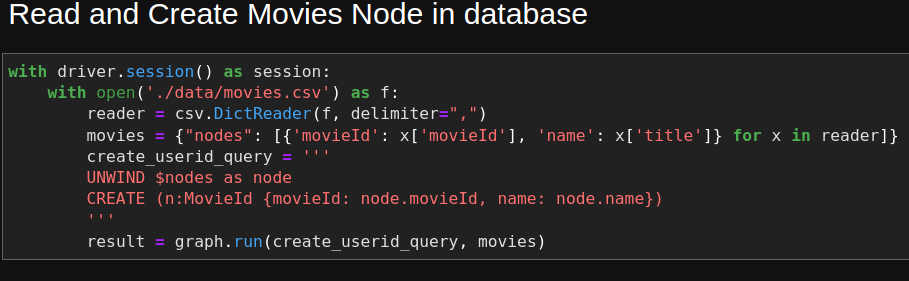 Read and Create Movies Node in database
with driver.session() as session:
    with open('./data/movies.csv') as f:
        reader = csv.DictReader(f, delimiter=",")
        movies = {"nodes": [{'movieId': x['movieId'], 'name': x['title']} for x in reader]}
        create_userid_query = '''
        UNWIND $nodes as node
        CREATE (n:MovieId {movieId: node.movieId, name: node.name})
        '''
        result = graph.run(create_userid_query, movies)